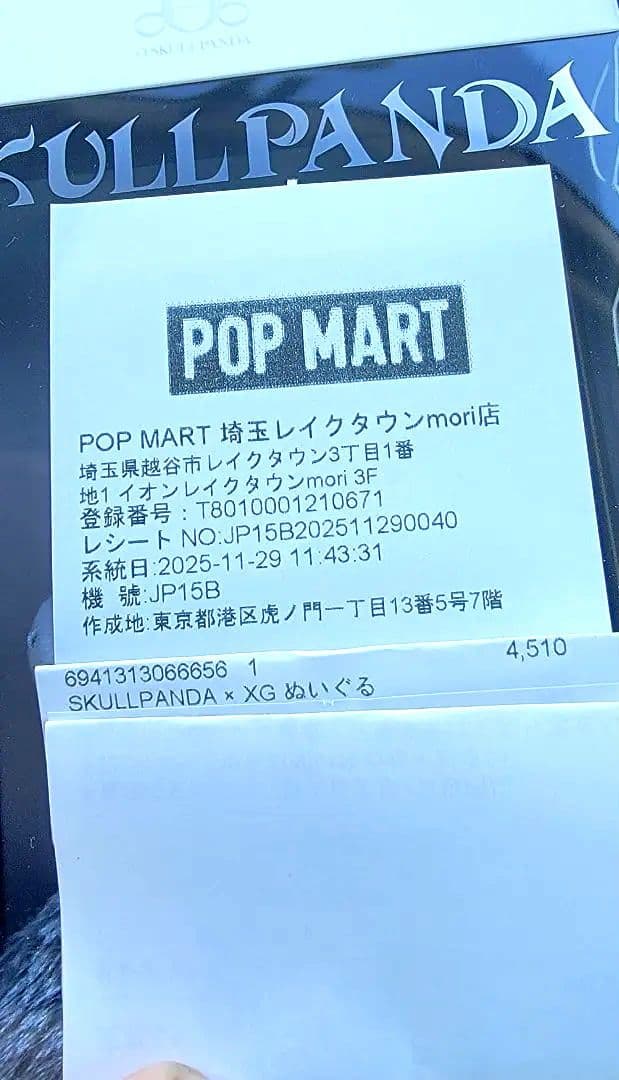 SKULLPANDA
SKULLPANDA
POP MART
POP MART 埼玉レイクタウンmori店
埼玉県越谷市レイクタウン3丁目1番
地1 イオンレイクタウンmori 3F
登録番号：T8010001210671
レシート NO:JP15B202511290040
系統日:2025-11-29 11:43:31
機 號:JP15B
作成地:東京都港区虎ノ門一丁目13番5号7階
6941313066656 1 4,510
SKULLPANDA × XG ぬいぐる